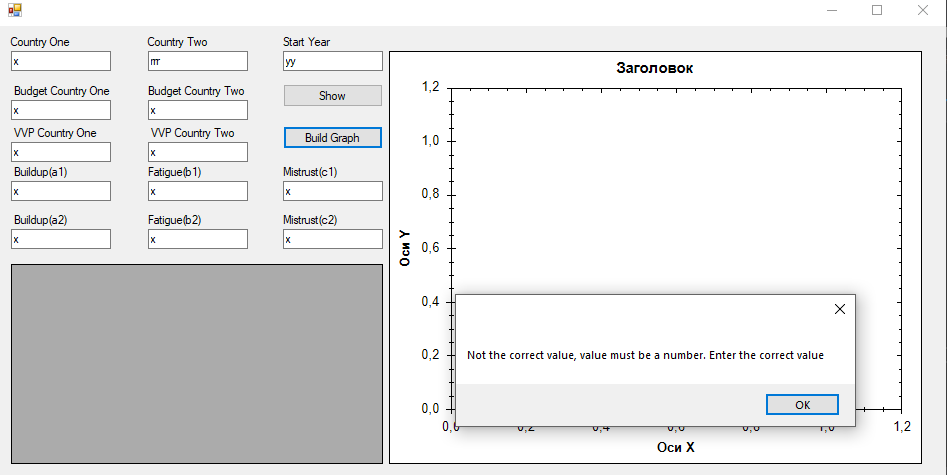 Country One Country Two Start Year
x rrr yy
Budget Country One Budget Country Two Show
x x
VVP Country One VVP Country Two Build Graph
x x
Buildup(a1) Fatigue(b1) Mistrust(c1)
x x x
Buildup(a2) Fatigue(b2) Mistrust(c2)
x x x
Заголовок
1,2
1,0
0,8
0,6
0,4
0,2
0,0
Оси Y
Not the correct value, value must be a number. Enter the correct value
OK
0,0 0,2 0,4 0,6 0,8 1,0 1,2
Оси X